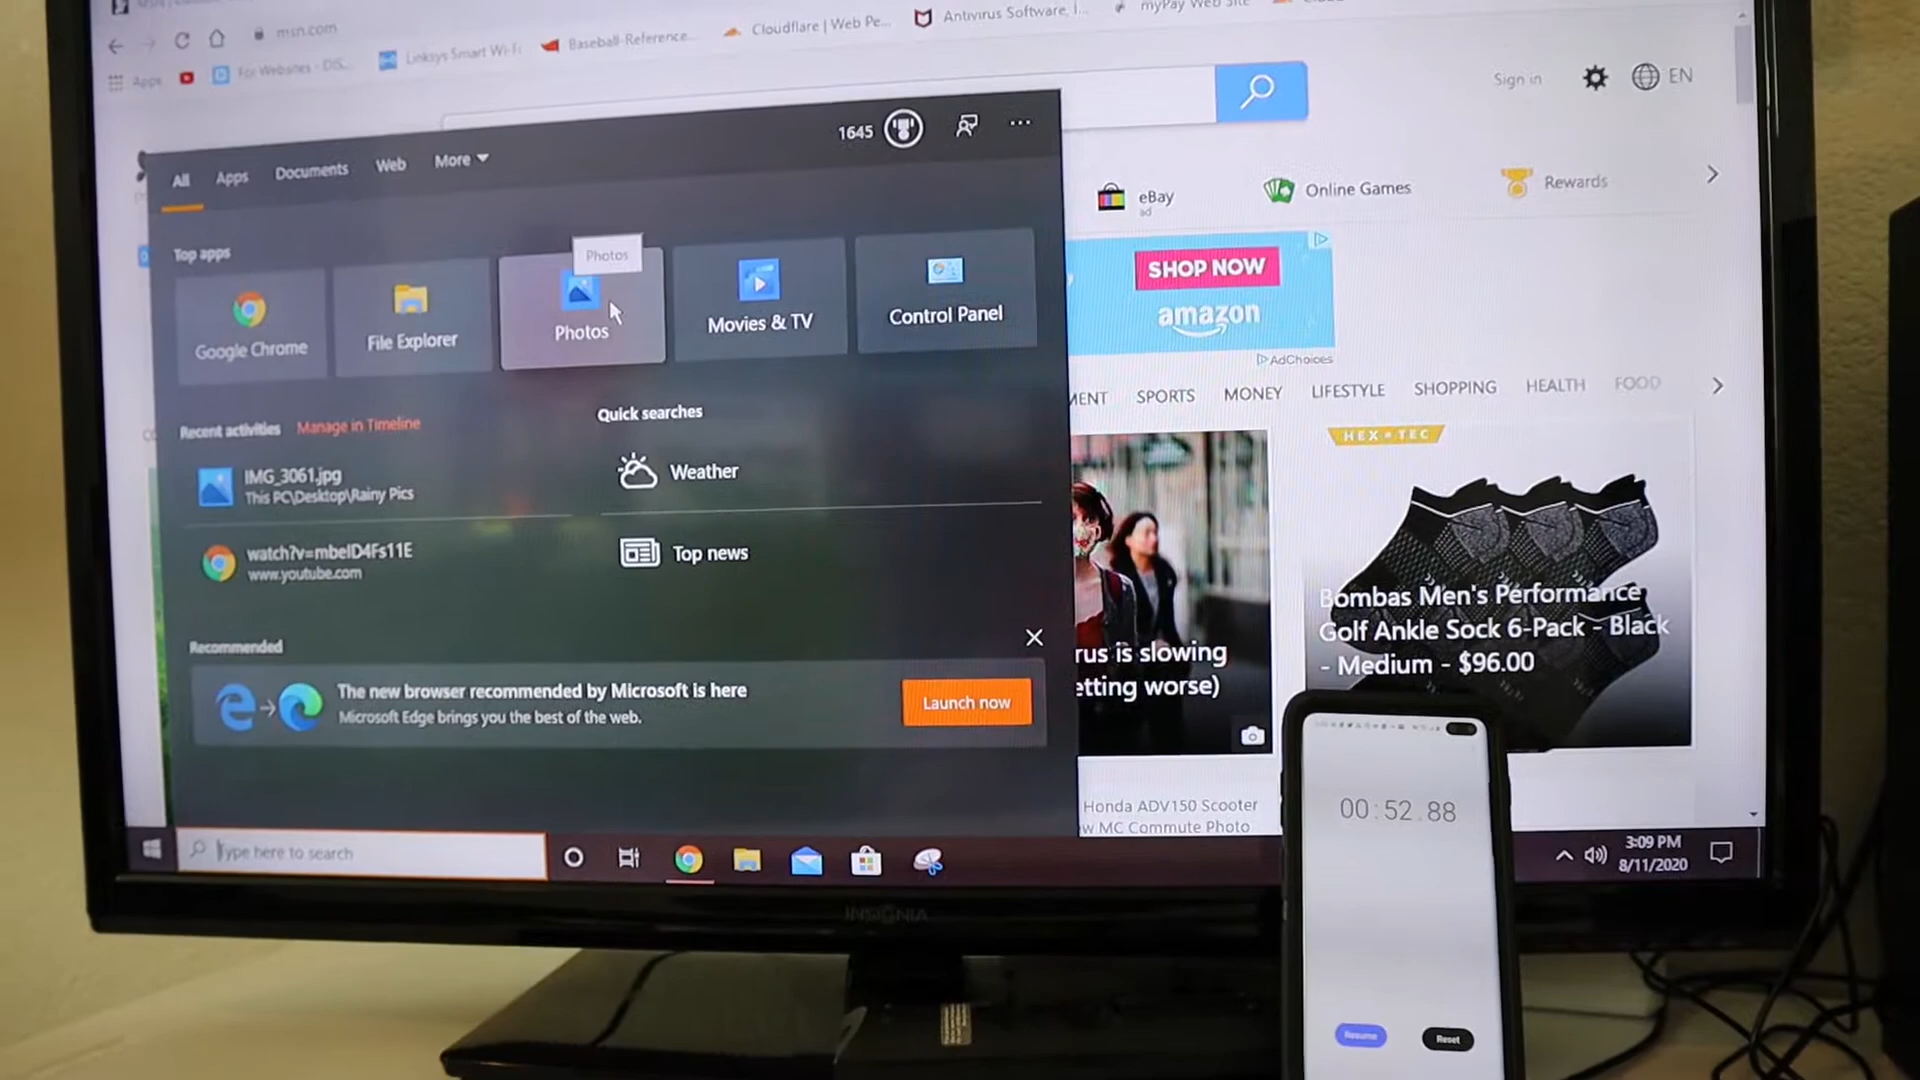 msn.com
Cloudflare | Web Pe...
Antivirus Software, I...
myPay Web Site
Apps
For Websites - DIS...
Linksys Smart Wi-Fi
Baseball-Reference...
Sign in
EN
1645
All
Apps
Documents
Web
More
eBay
ad
Online Games
Rewards
Top apps
Photos
Google Chrome
File Explorer
Photos
Movies & TV
Control Panel
SHOP NOW
amazon
AdChoices
MENT
SPORTS
MONEY
LIFESTYLE
SHOPPING
HEALTH
FOOD
Recent activities
Manage in Timeline
Quick searches
HEX TEC
IMG_3061.jpg
This PC\Desktop\Rainy Pics
Weather
watch?v=mbeID4Fs11E
www.youtube.com
Top news
Bombas Men's Performance
Golf Ankle Sock 6-Pack - Black
- Medium - $96.00
rus is slowing
etting worse)
Recommended
The new browser recommended by Microsoft is here
Microsoft Edge brings you the best of the web.
Launch now
Honda ADV150 Scooter
w MC Commute Photo
00:52.88
Type here to search
3:09 PM
8/11/2020
INSIGNIA
Resume
Reset